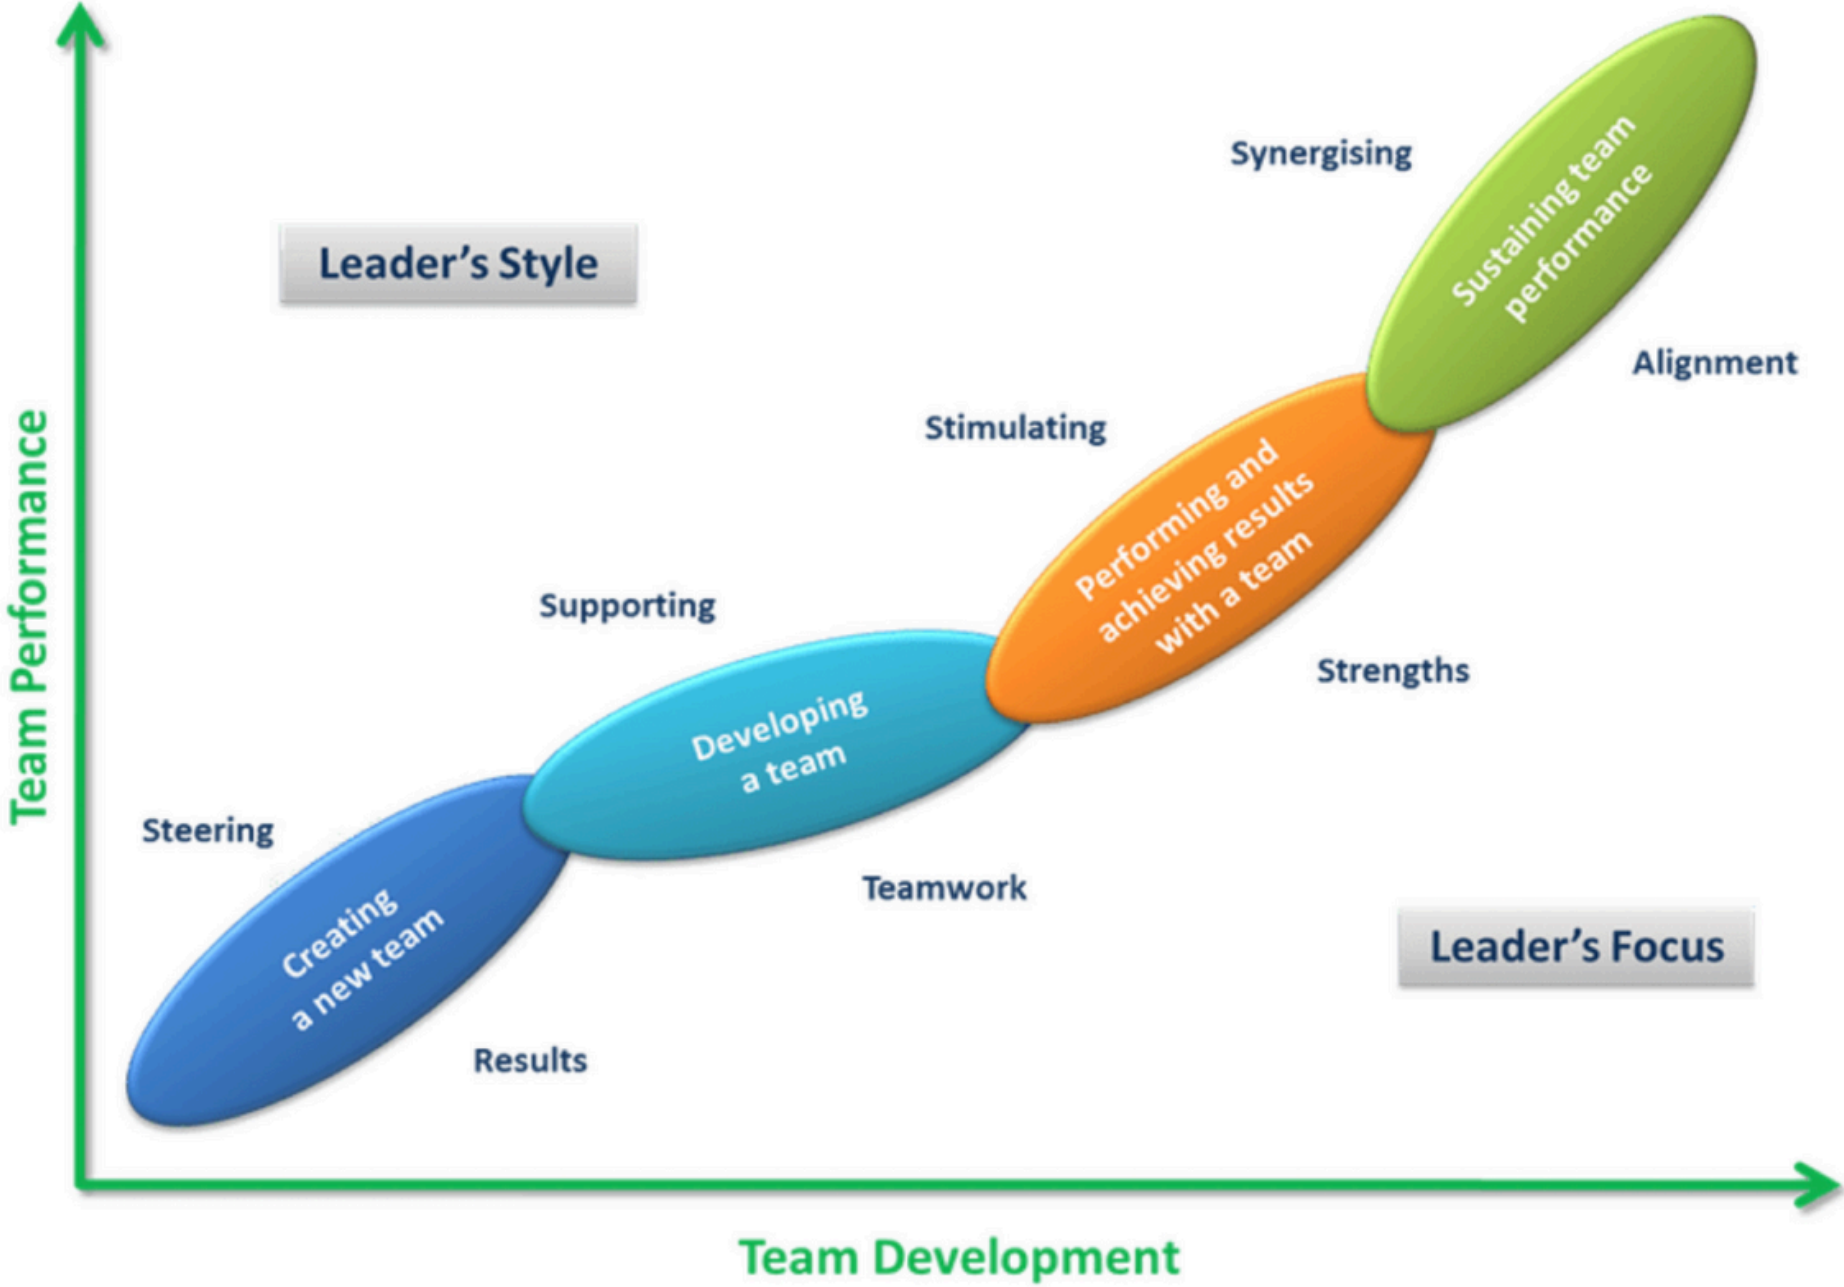 Synergising
Sustaining team
performance
Leader's Style
Alignment
Stimulating
Performing and
achieving results
with a team
Team Performance
Supporting
Strengths
Developing
a team
Steering
Teamwork
Creating
a new team
Leader's Focus
Results
Team Development